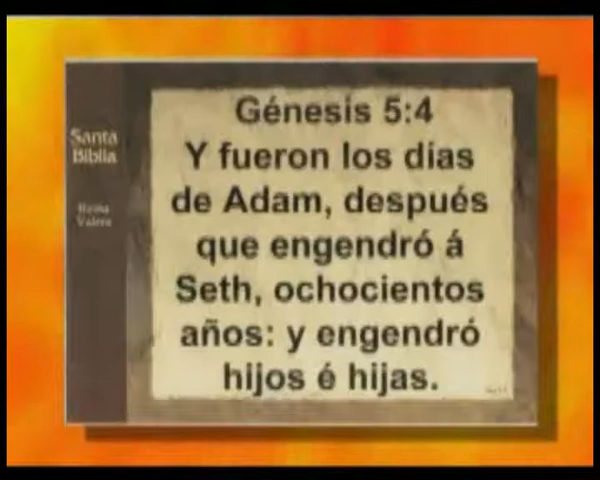 Santa
Biblia
Reina
Valera
Génesis 5:4
Y fueron los dias
de Adam, después
que engendró á
Seth, ochocientos
años: y engendró
hijos é hijas.